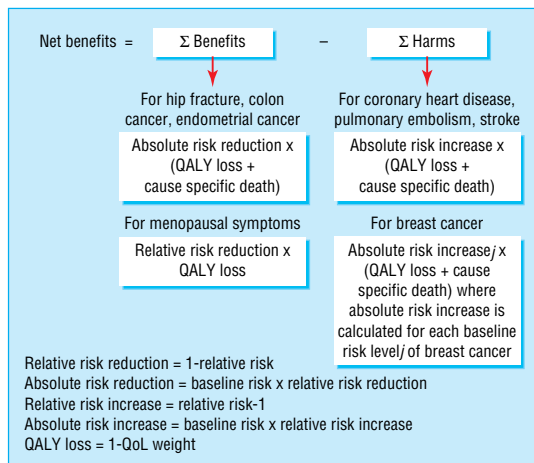 Net benefits = Σ Benefits – Σ Harms
For hip fracture, colon
cancer, endometrial cancer
Absolute risk reduction x
(QALY loss +
cause specific death)
For menopausal symptoms
Relative risk reduction x
QALY loss
For coronary heart disease,
pulmonary embolism, stroke
Absolute risk increase x
(QALY loss +
cause specific death)
For breast cancer
Absolute risk increasej x
(QALY loss + cause
specific death) where
absolute risk increase is
calculated for each baseline
risk levelj of breast cancer
Relative risk reduction = 1-relative risk
Absolute risk reduction = baseline risk x relative risk reduction
Relative risk increase = relative risk-1
Absolute risk increase = baseline risk x relative risk increase
QALY loss = 1-QoL weight